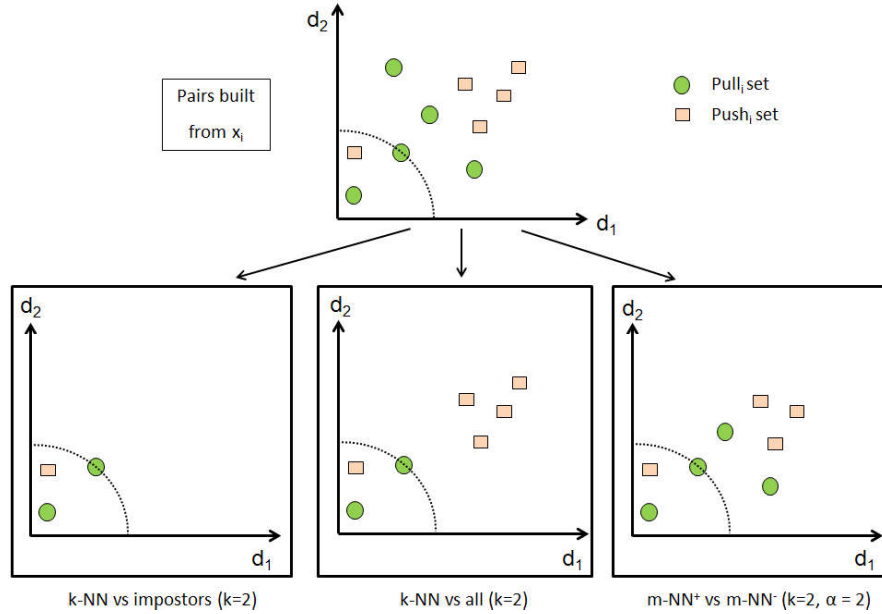 d2
Pairs built
from xi
Pulli set
Pushi set
d1
d2
d1
k-NN vs impostors (k=2)
d2
d1
k-NN vs all (k=2)
d2
d1
m-NN+ vs m-NN- (k=2, α = 2)